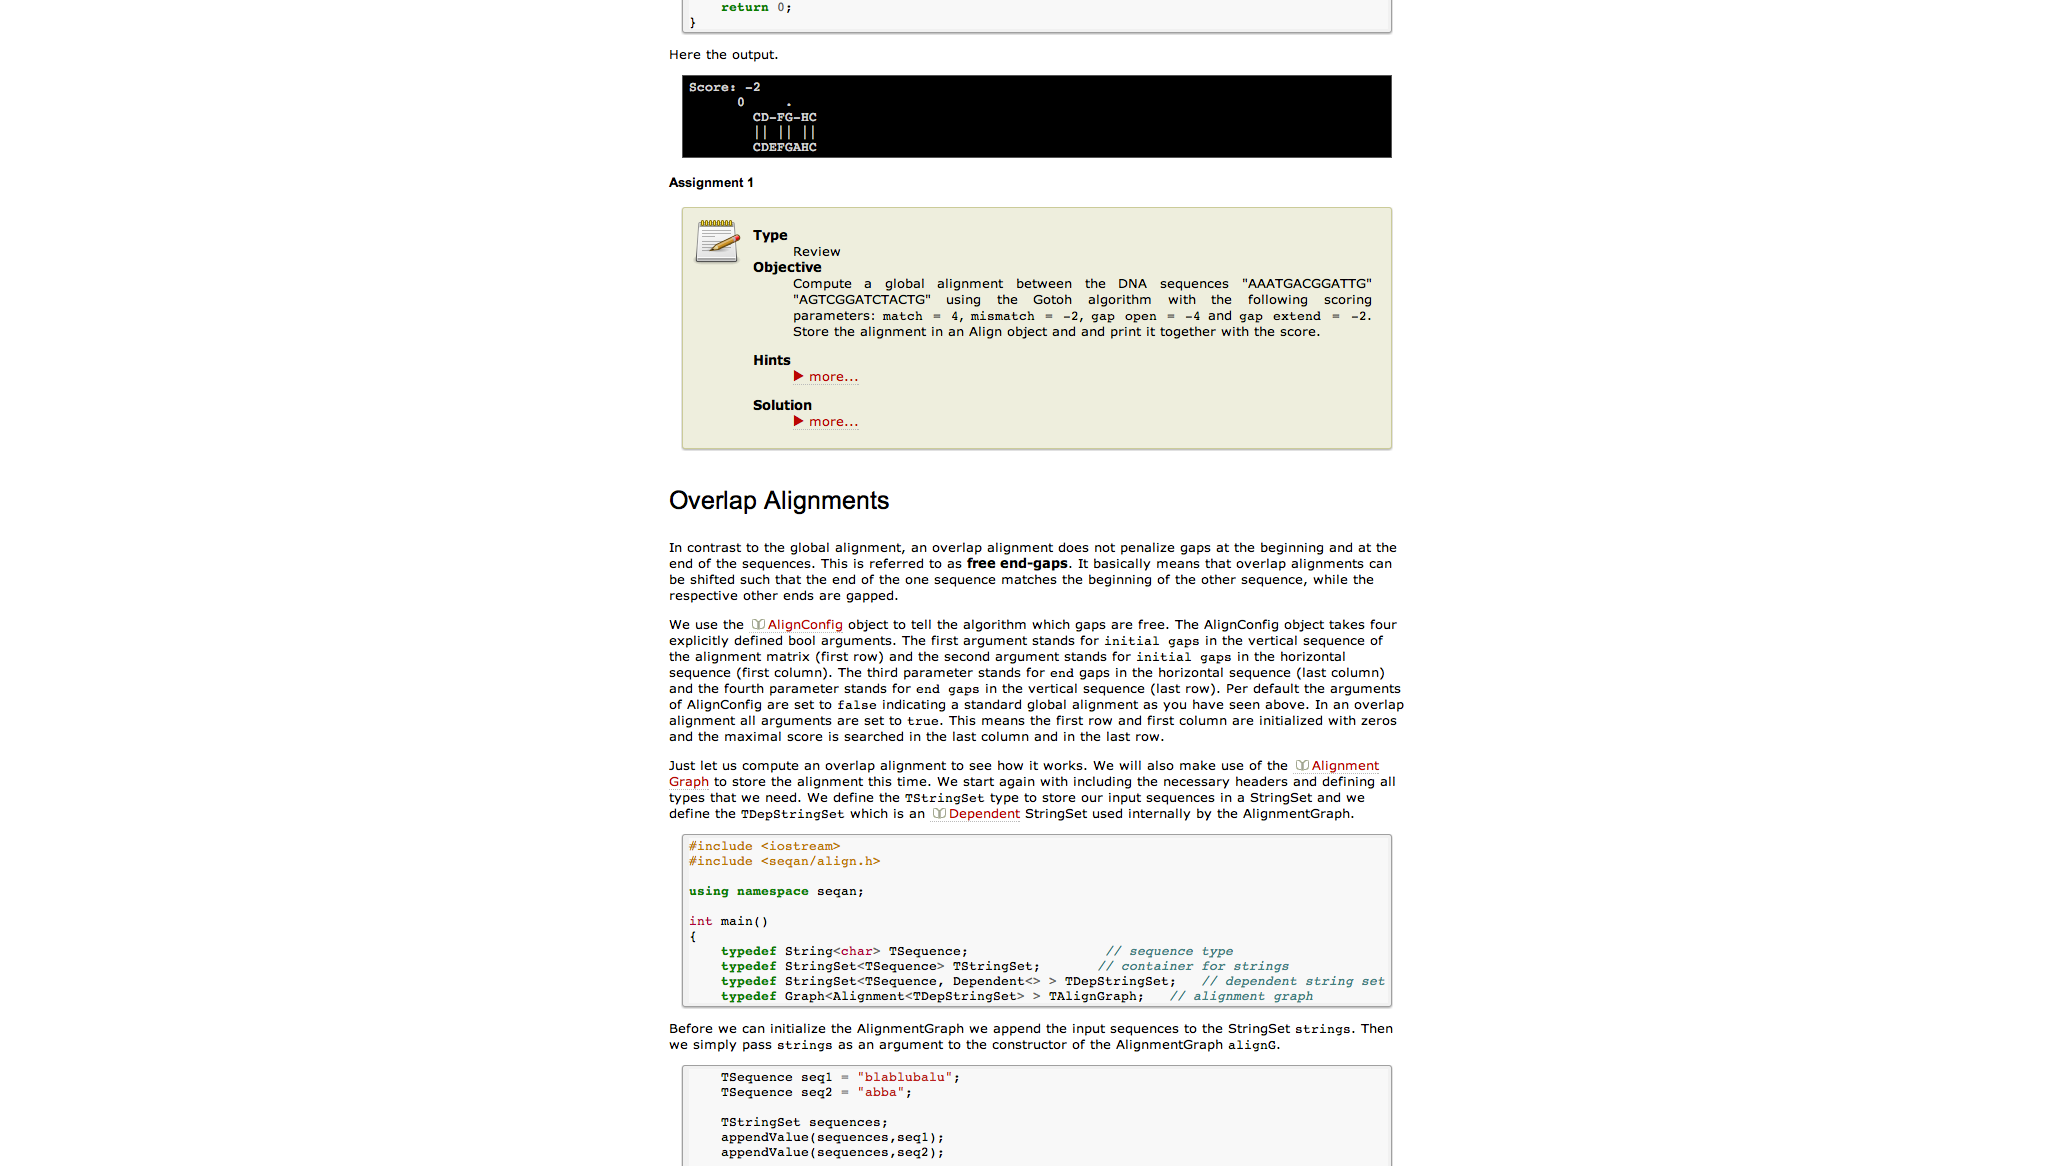 return 0;
}
Here the output.
Score: -2
      0     .
        CD-FG-HC
        || || ||
        CDEFGAHC
Assignment 1
Type
Review
Objective
Compute a global alignment between the DNA sequences "AAATGACGGATTG"
"AGTCGGATCTACTG" using the Gotoh algorithm with the following scoring
parameters: match = 4, mismatch = -2, gap open = -4 and gap extend = -2.
Store the alignment in an Align object and and print it together with the score.
Hints
more...
Solution
more...
Overlap Alignments
In contrast to the global alignment, an overlap alignment does not penalize gaps at the beginning and at the
end of the sequences. This is referred to as free end-gaps. It basically means that overlap alignments can
be shifted such that the end of the one sequence matches the beginning of the other sequence, while the
respective other ends are gapped.
We use the AlignConfig object to tell the algorithm which gaps are free. The AlignConfig object takes four
explicitly defined bool arguments. The first argument stands for initial gaps in the vertical sequence of
the alignment matrix (first row) and the second argument stands for initial gaps in the horizontal
sequence (first column). The third parameter stands for end gaps in the horizontal sequence (last column)
and the fourth parameter stands for end gaps in the vertical sequence (last row). Per default the arguments
of AlignConfig are set to false indicating a standard global alignment as you have seen above. In an overlap
alignment all arguments are set to true. This means the first row and first column are initialized with zeros
and the maximal score is searched in the last column and in the last row.
Just let us compute an overlap alignment to see how it works. We will also make use of the Alignment
Graph to store the alignment this time. We start again with including the necessary headers and defining all
types that we need. We define the TStringSet type to store our input sequences in a StringSet and we
define the TDepStringSet which is an Dependent StringSet used internally by the AlignmentGraph.
#include <iostream>
#include <seqan/align.h>
using namespace seqan;
int main()
{
    typedef String<char> TSequence;                 // sequence type
    typedef StringSet<TSequence> TStringSet;       // container for strings
    typedef StringSet<TSequence, Dependent<> > TDepStringSet;   // dependent string set
    typedef Graph<Alignment<TDepStringSet> > TAlignGraph;   // alignment graph
Before we can initialize the AlignmentGraph we append the input sequences to the StringSet strings. Then
we simply pass strings as an argument to the constructor of the AlignmentGraph alignG.
    TSequence seq1 = "blablubalu";
    TSequence seq2 = "abba";
    TStringSet sequences;
    appendValue(sequences,seq1);
    appendValue(sequences,seq2);